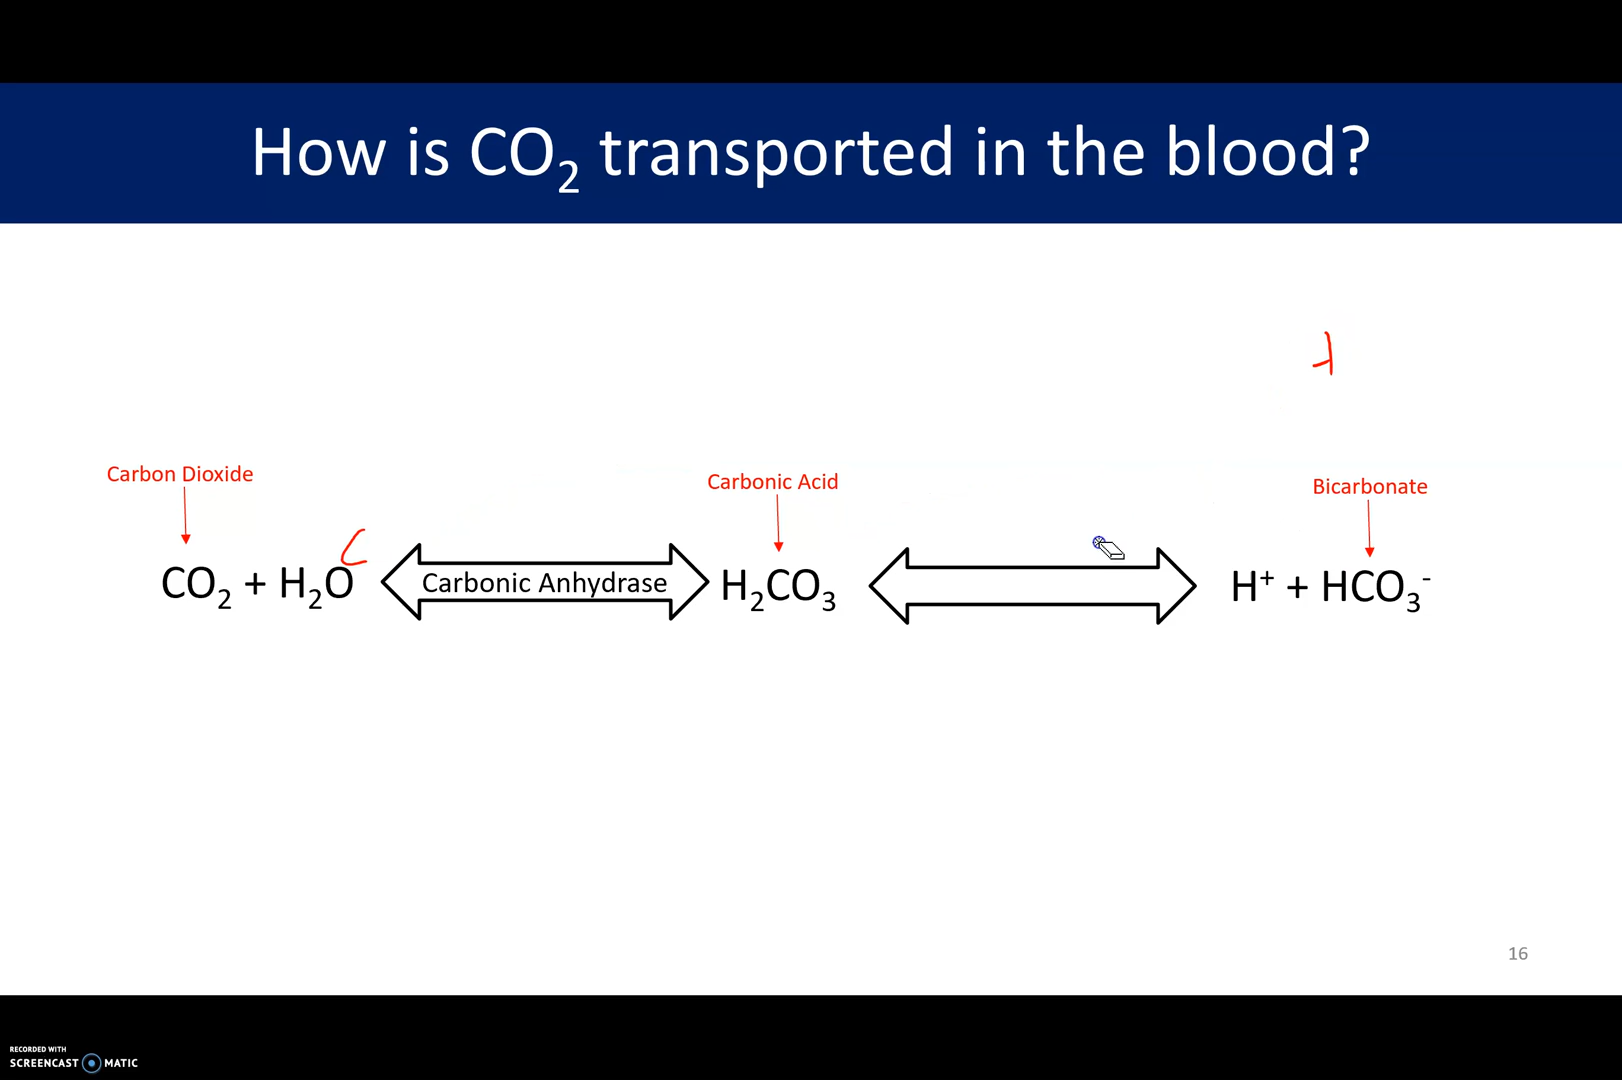 How is CO₂ transported in the blood?
Carbon Dioxide
Carbonic Acid
Bicarbonate
CO₂ + H₂O
Carbonic Anhydrase
H₂CO₃
H⁺ + HCO₃⁻
16
RECORDED WITH
SCREENCAST MATIC